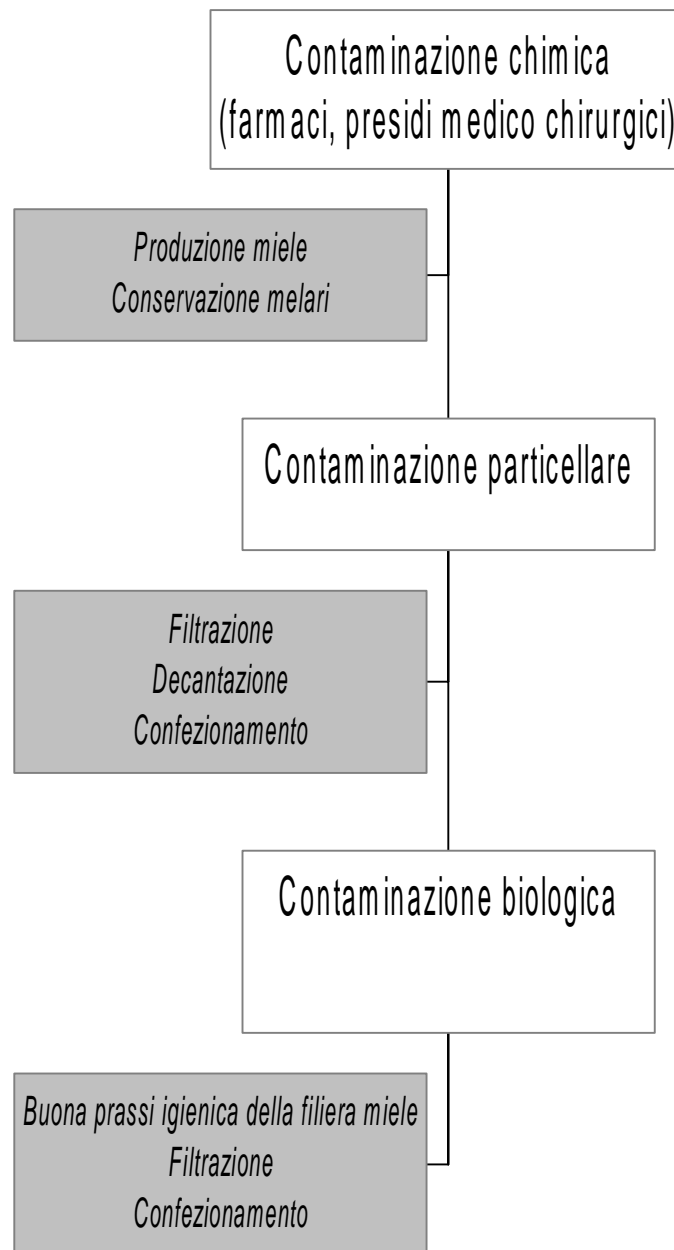 Contaminazione chimica
(farmaci, presidi medico chirurgici)
Produzione miele
Conservazione melari
Contaminazione particellare
Filtrazione
Decantazione
Confezionamento
Contaminazione biologica
Buona prassi igienica della filiera miele
Filtrazione
Confezionamento